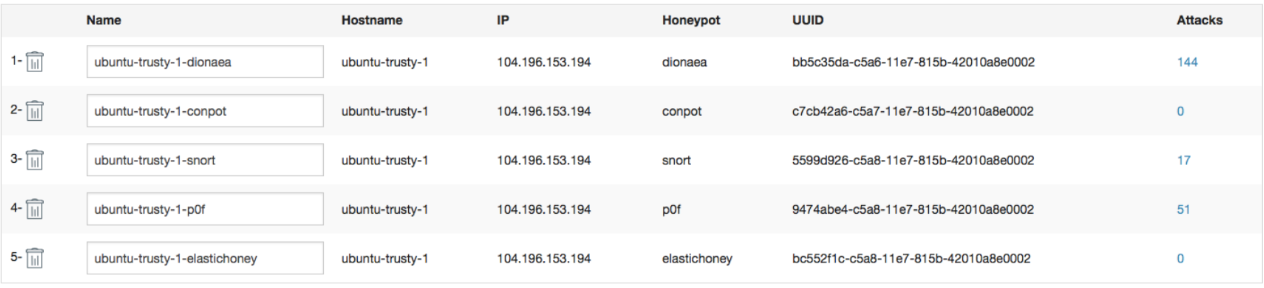 Name Hostname IP Honeypot UUID Attacks
1- ubuntu-trusty-1-dionaea ubuntu-trusty-1 104.196.153.194 dionaea bb5c35da-c5a6-11e7-815b-42010a8e0002 144
2- ubuntu-trusty-1-conpot ubuntu-trusty-1 104.196.153.194 conpot c7cb42a6-c5a7-11e7-815b-42010a8e0002 0
3- ubuntu-trusty-1-snort ubuntu-trusty-1 104.196.153.194 snort 5599d926-c5a8-11e7-815b-42010a8e0002 17
4- ubuntu-trusty-1-p0f ubuntu-trusty-1 104.196.153.194 p0f 9474abe4-c5a8-11e7-815b-42010a8e0002 51
5- ubuntu-trusty-1-elastichoney ubuntu-trusty-1 104.196.153.194 elastichoney bc552f1c-c5a8-11e7-815b-42010a8e0002 0